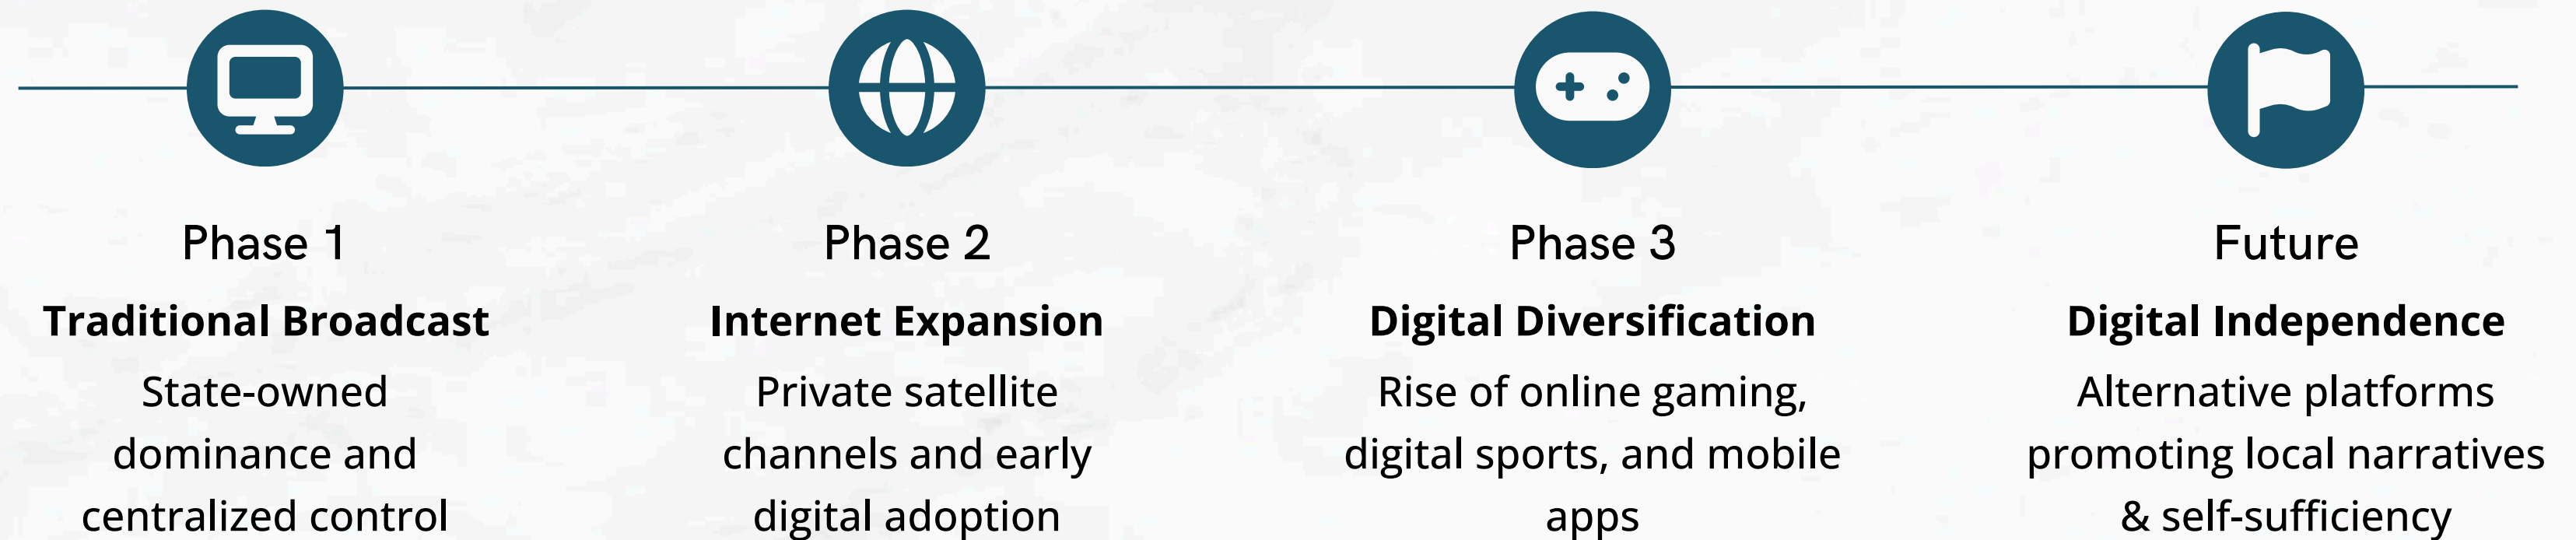 Phase 1
Traditional Broadcast
State-owned
dominance and
centralized control
Phase 2
Internet Expansion
Private satellite
channels and early
digital adoption
Phase 3
Digital Diversification
Rise of online gaming,
digital sports, and mobile
apps
Future
Digital Independence
Alternative platforms
promoting local narratives
& self-sufficiency